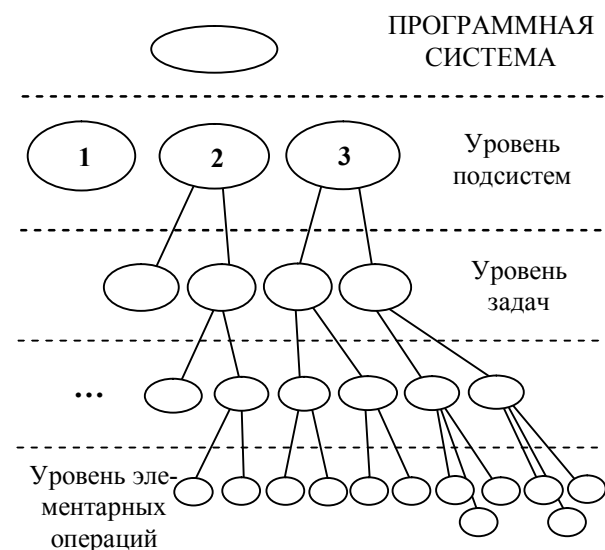 ПРОГРАММНАЯ
СИСТЕМА
1 2 3
Уровень
подсистем
Уровень
задач
...
Уровень эле-
ментарных
операций